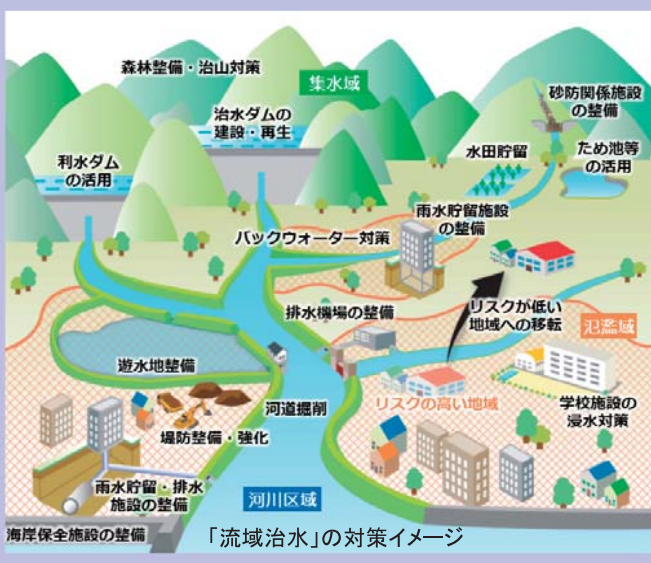 森林整備・治山対策
集水域
砂防関係施設
の整備
治水ダムの
建設・再生
水田貯留
ため池等
の活用
利水ダム
の活用
雨水貯留施設
の整備
バックウォーター対策
排水機場の整備
リスクが低い
地域への移転
氾濫域
遊水地整備
河道掘削
リスクの高い地域
学校施設の
浸水対策
堤防整備・強化
雨水貯留・排水
施設の整備
河川区域
海岸保全施設の整備
「流域治水」の対策イメージ